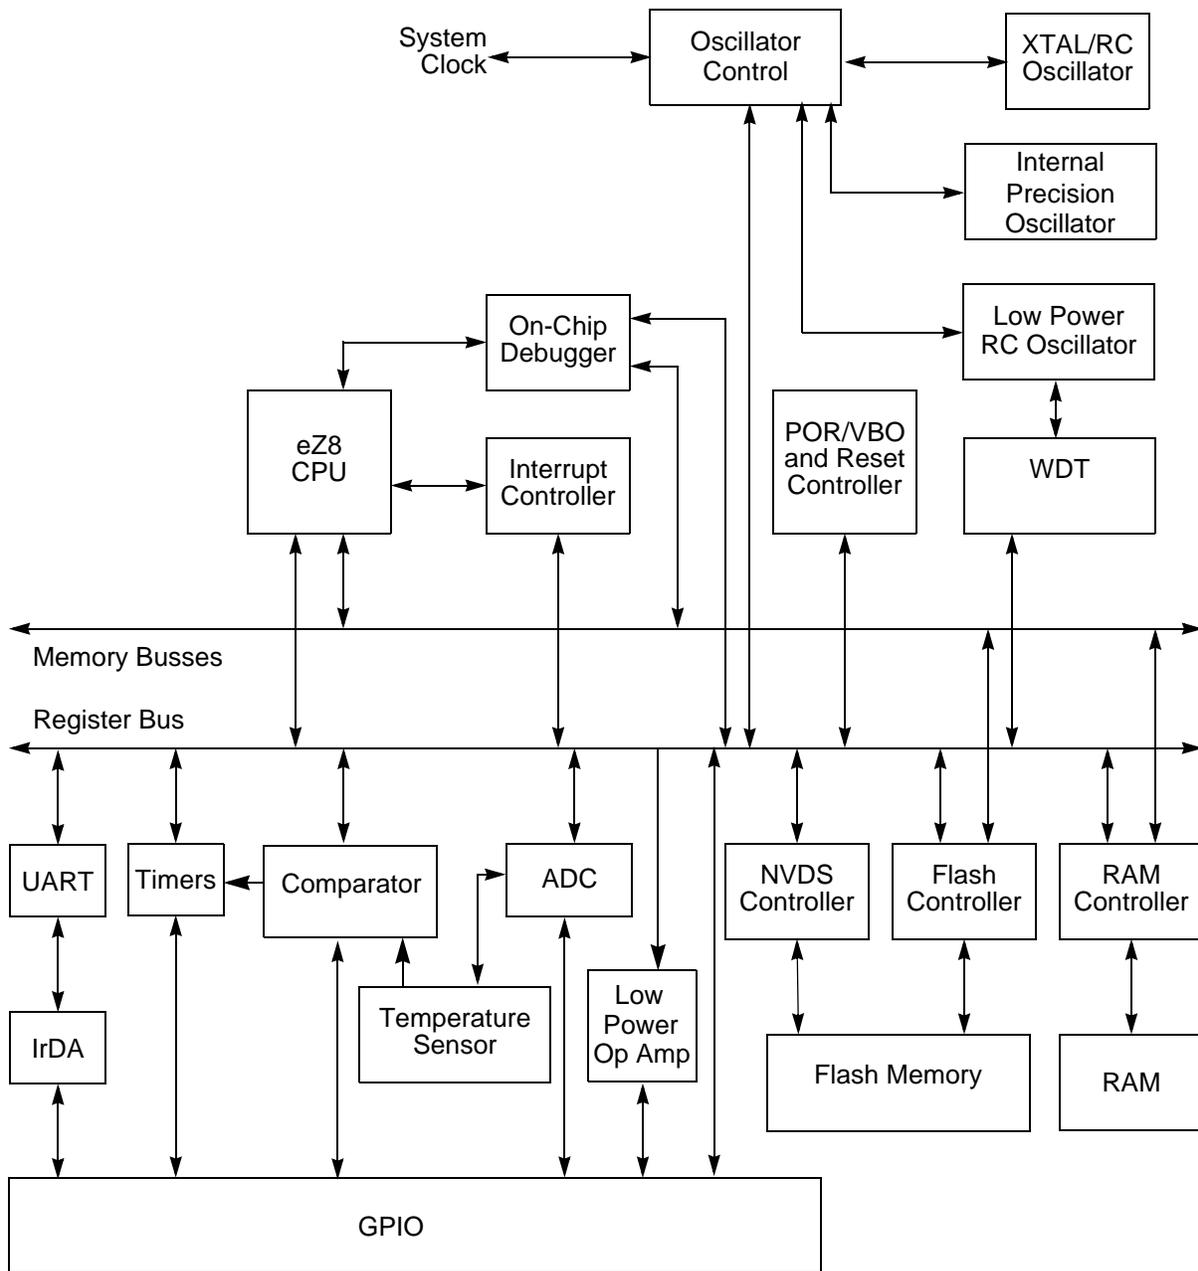 System
Clock
Oscillator
Control
XTAL/RC
Oscillator
Internal
Precision
Oscillator
On-Chip
Debugger
Low Power
RC Oscillator
eZ8
CPU
Interrupt
Controller
POR/VBO
and Reset
Controller
WDT
Memory Busses
Register Bus
UART
Timers
Comparator
ADC
NVDS
Controller
Flash
Controller
RAM
Controller
IrDA
Temperature
Sensor
Low
Power
Op Amp
Flash Memory
RAM
GPIO